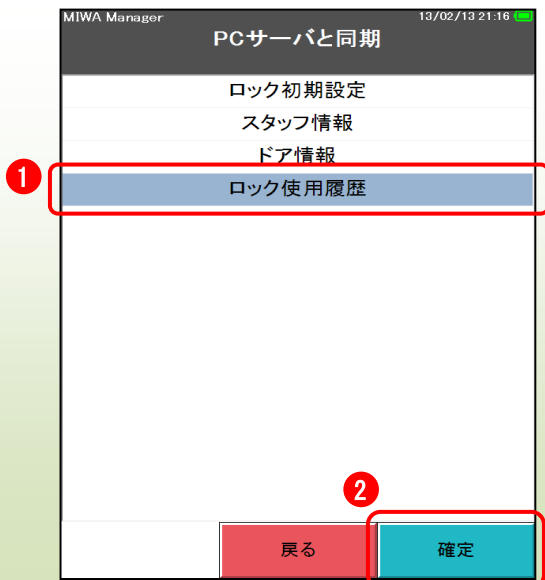 MIWA Manager 13/02/13 21:16
PCサーバと同期
ロック初期設定
スタッフ情報
ドア情報
1
ロック使用履歴
2
戻る 確定